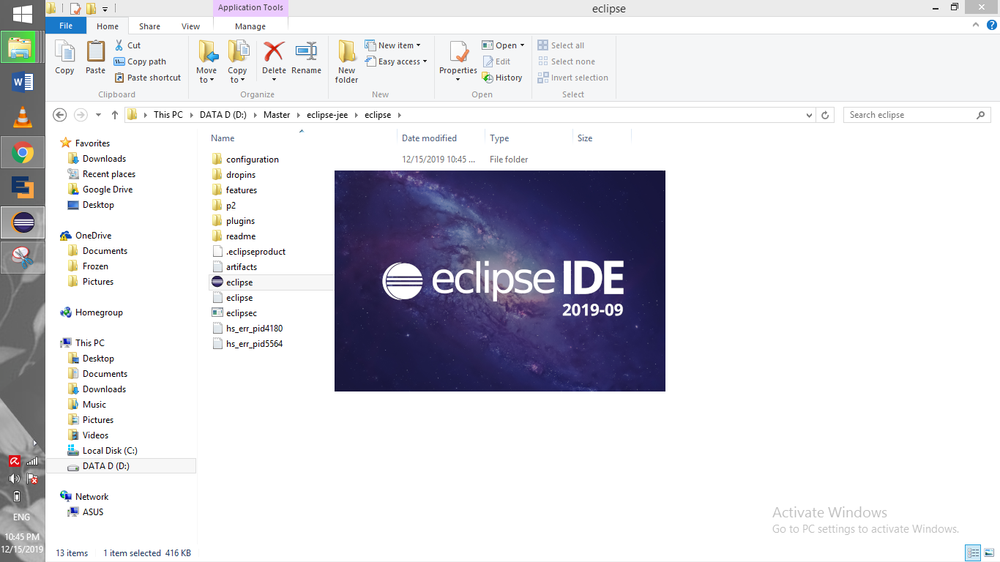 Application Tools
eclipse
File
Home
Share
View
Manage
Copy
Paste
Cut
Copy path
Paste shortcut
Clipboard
Move to
Copy to
Delete
Rename
Organize
New folder
New item
Easy access
New
Properties
Open
Edit
History
Open
Select all
Select none
Invert selection
Select
This PC
DATA D (D:)
Master
eclipse-jee
eclipse
Search eclipse
Favorites
Downloads
Recent places
Google Drive
Desktop
OneDrive
Documents
Frozen
Pictures
Homegroup
This PC
Desktop
Documents
Downloads
Music
Pictures
Videos
Local Disk (C:)
DATA D (D:)
Network
ASUS
Name
Date modified
Type
Size
configuration
12/15/2019 10:45 ...
File folder
dropins
features
p2
plugins
readme
.eclipseproduct
artifacts
eclipse
eclipse
eclipsec
hs_err_pid4180
hs_err_pid5564
eclipse IDE
2019-09
Activate Windows
Go to PC settings to activate Windows.
ENG
10:45 PM
12/15/2019
13 items
1 item selected 416 KB